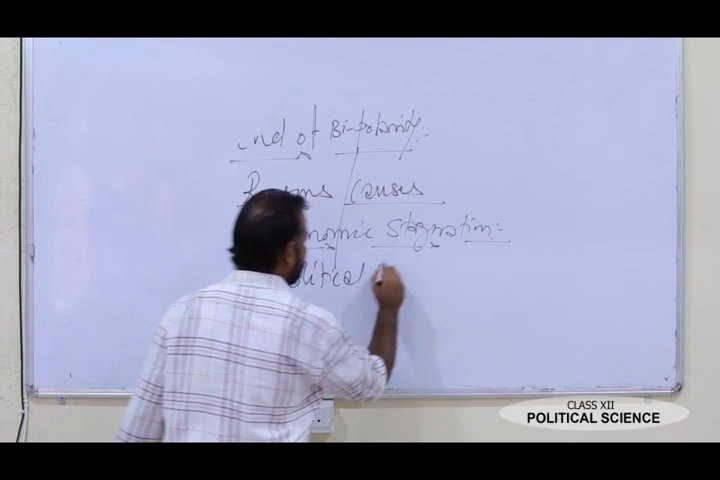 End of Bi-polarity:
Reasons / causes
nomic Stagnation:-
litical
CLASS XII
POLITICAL SCIENCE